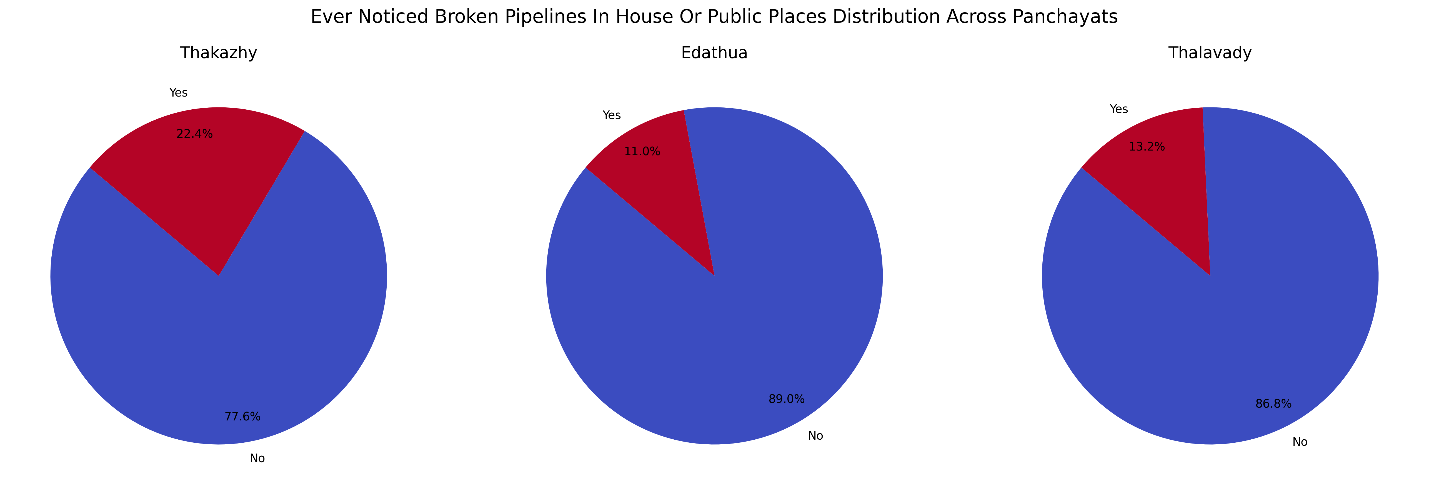 Ever Noticed Broken Pipelines In House Or Public Places Distribution Across Panchayats
Thakazhy
Yes
22.4%
77.6%
No
Edathua
Yes
11.0%
89.0%
No
Thalavady
Yes
13.2%
86.8%
No